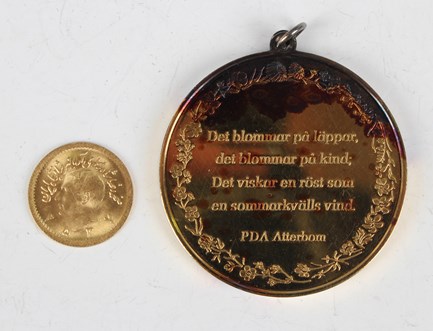 Det blommar på läppar,
det blommar på kind;
Det viskar en röst som
en sommarkvälls vind.
PDA Atterbom